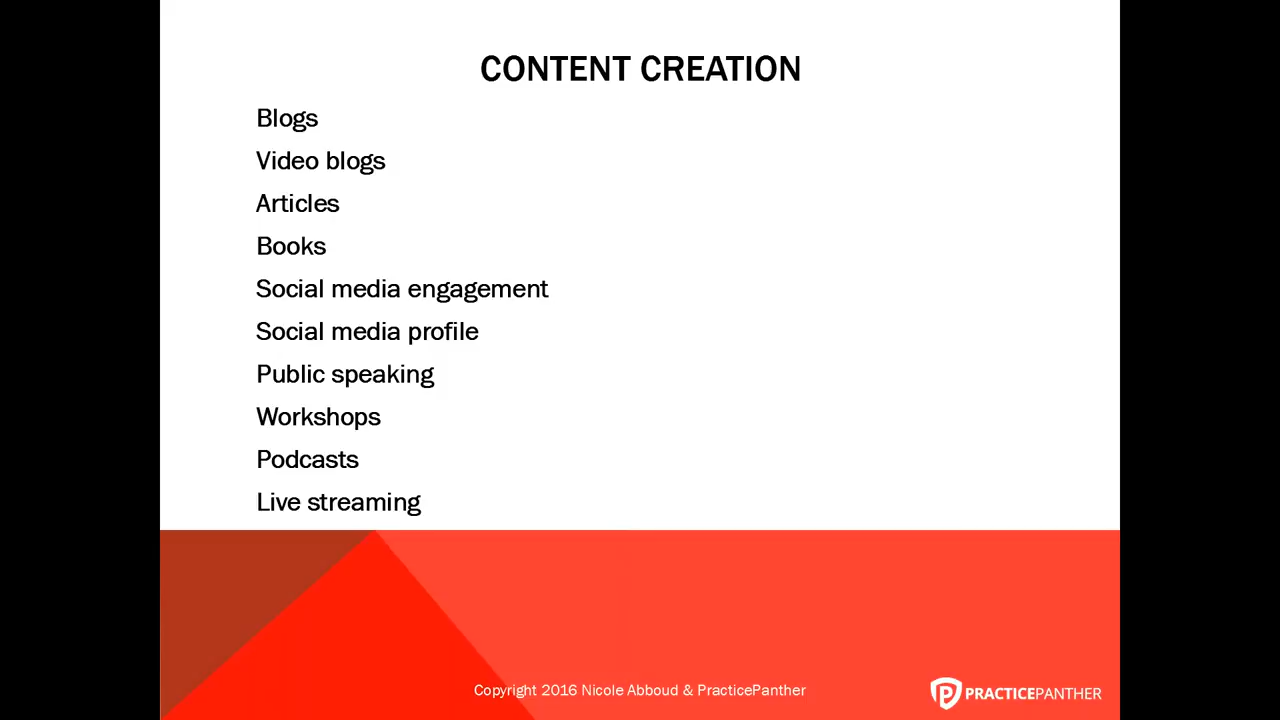 CONTENT CREATION
Blogs
Video blogs
Articles
Books
Social media engagement
Social media profile
Public speaking
Workshops
Podcasts
Live streaming
Copyright 2016 Nicole Abboud & PracticePanther
PRACTICEPANTHER